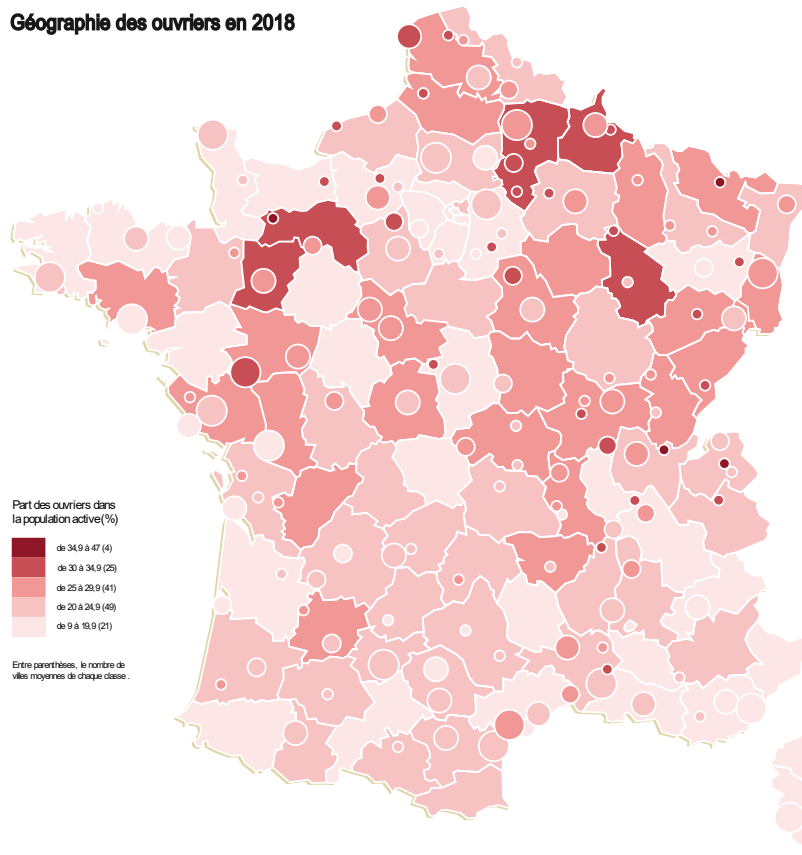 Géographie des ouvriers en 2018
Part des ouvriers dans
la population active (%)
de 34,9 à 47 (4)
de 30 à 34,9 (25)
de 25 à 29,9 (41)
de 20 à 24,9 (49)
de 9 à 19,9 (21)
Entre parenthèses, le nombre de
villes moyennes de chaque classe .